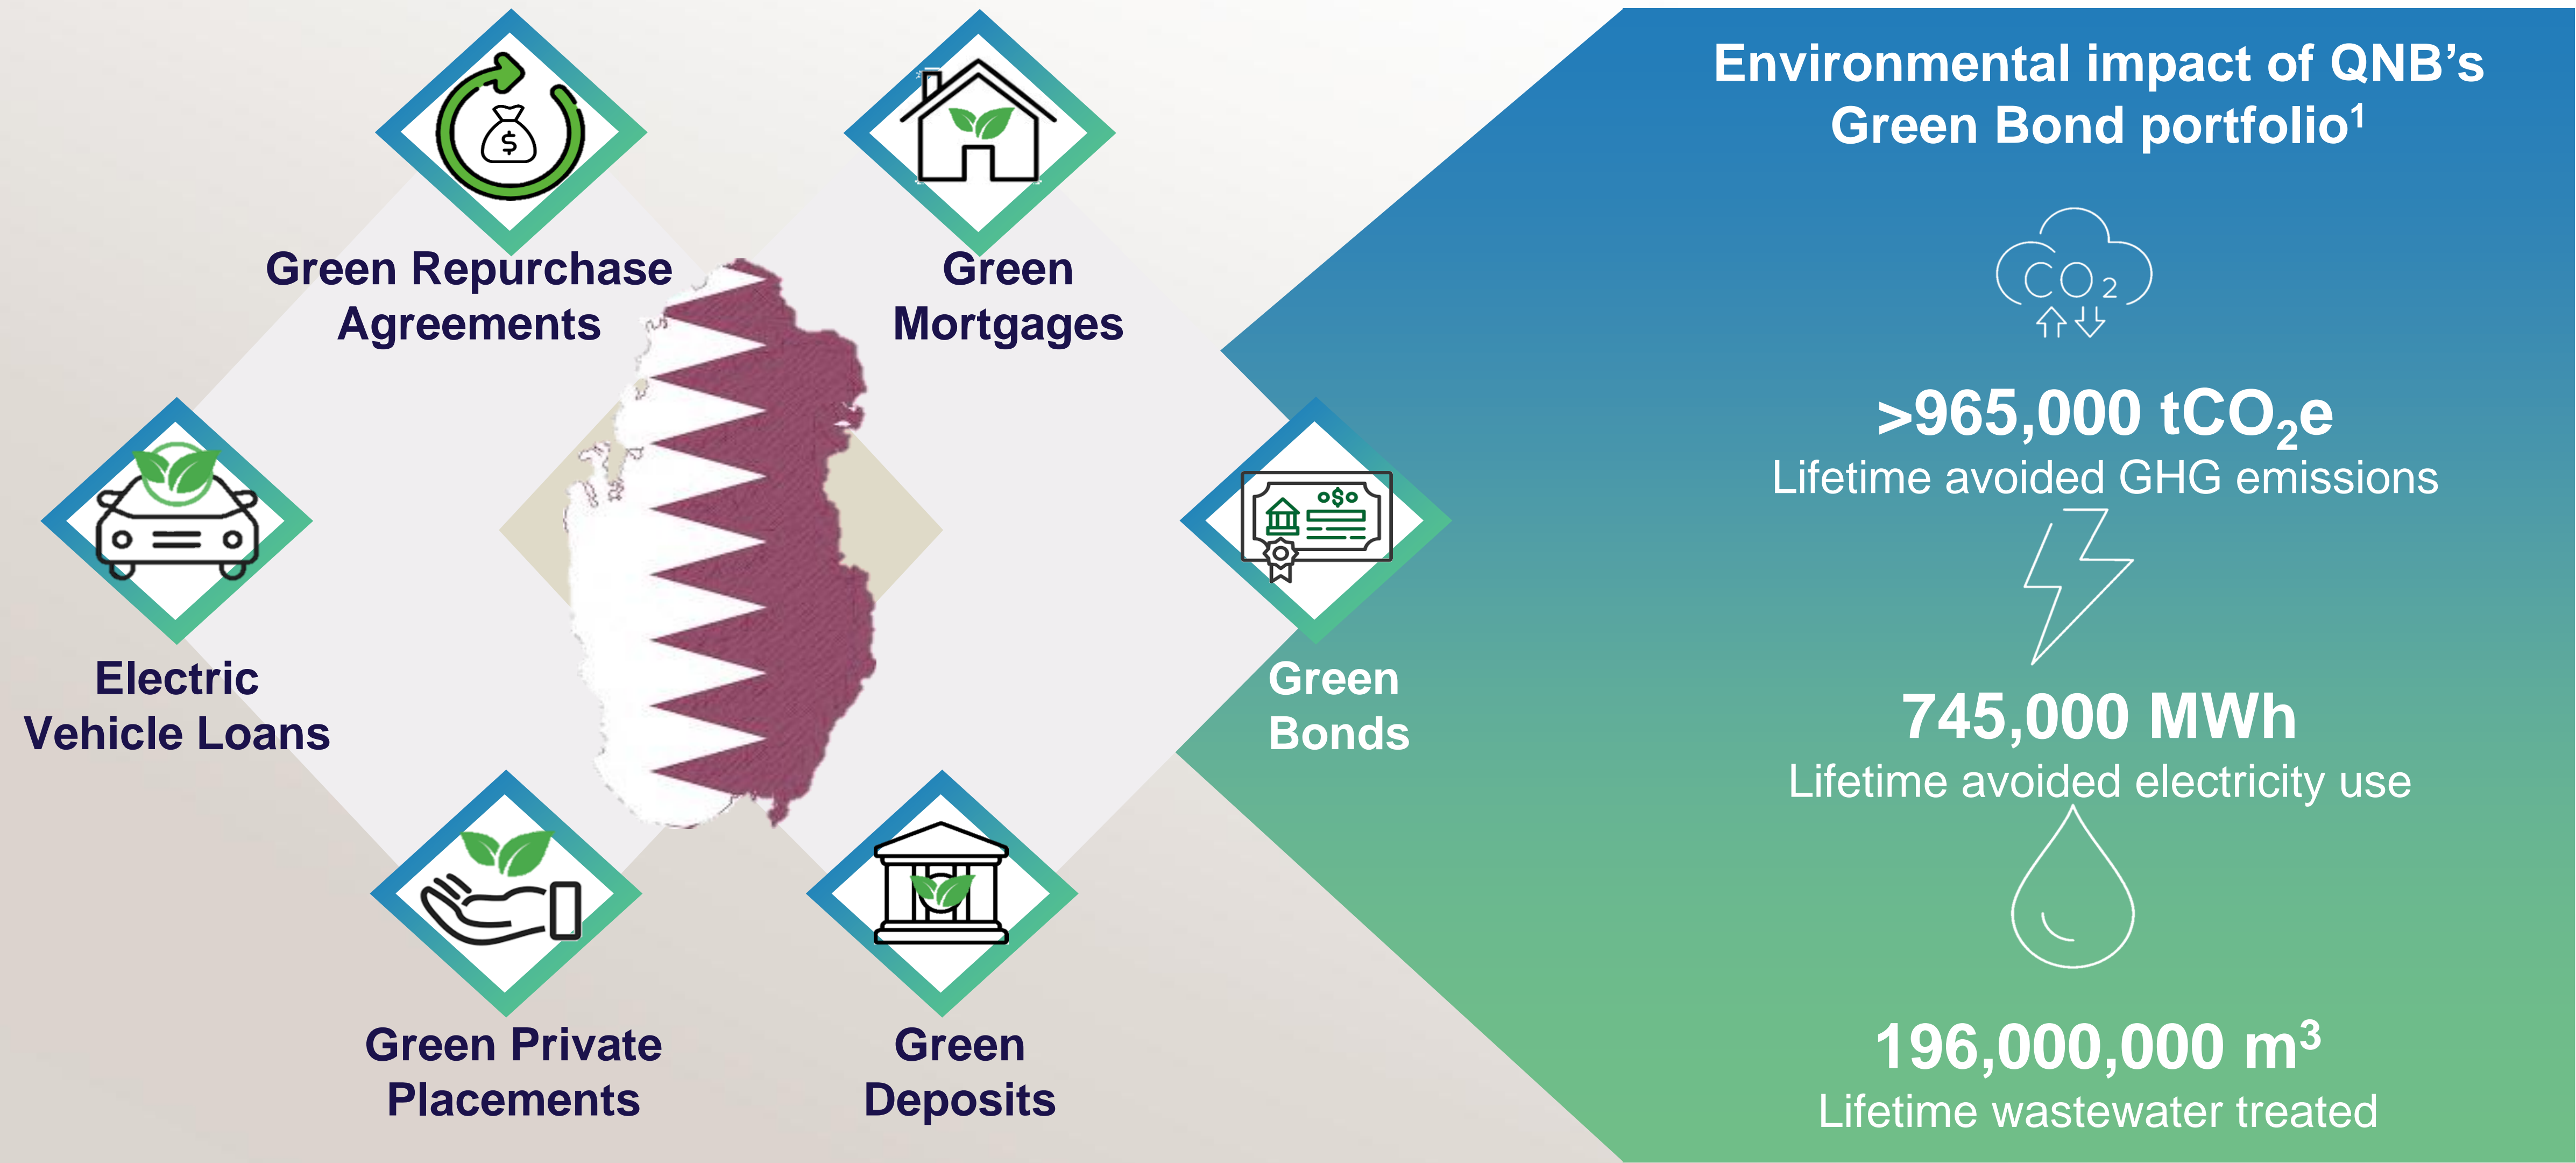 Green Repurchase
Agreements
Green
Mortgages
Electric
Vehicle Loans
Green
Bonds
Green Private
Placements
Green
Deposits
$
$
Environmental impact of QNB’s
Green Bond portfolio¹
CO₂
>965,000 tCO₂e
Lifetime avoided GHG emissions
745,000 MWh
Lifetime avoided electricity use
196,000,000 m³
Lifetime wastewater treated